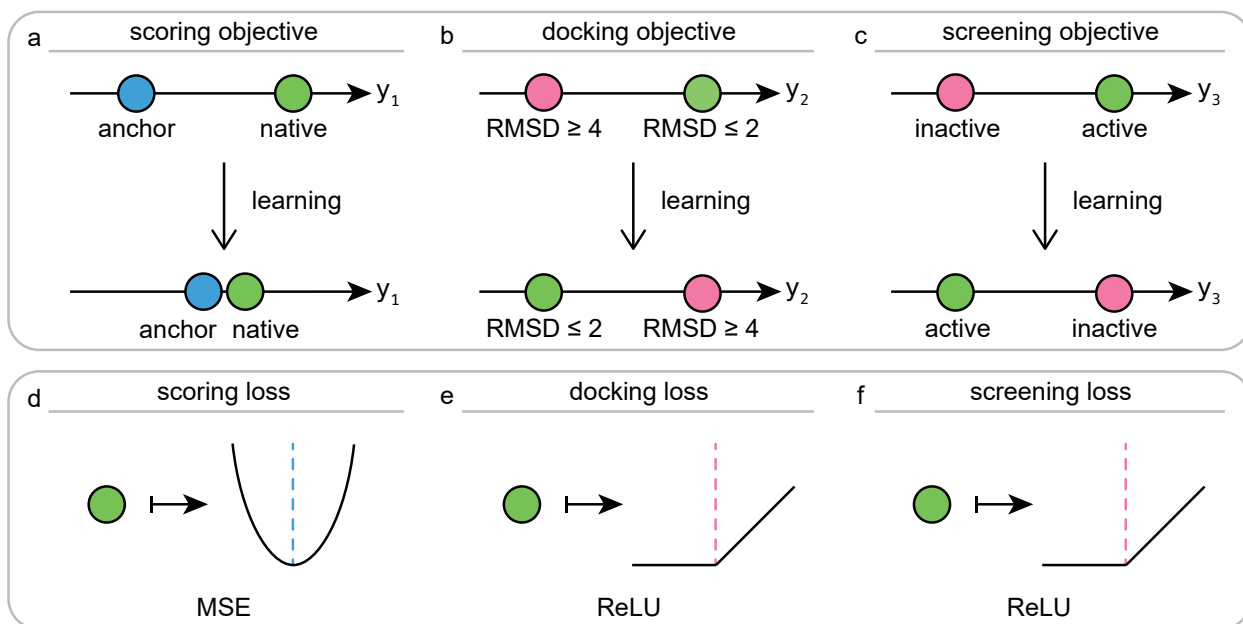 a scoring objective
y1
anchor native
learning
y1
anchor native
b docking objective
y2
RMSD ≥ 4 RMSD ≤ 2
learning
y2
RMSD ≤ 2 RMSD ≥ 4
c screening objective
y3
inactive active
learning
y3
active inactive
d scoring loss
MSE
e docking loss
ReLU
f screening loss
ReLU